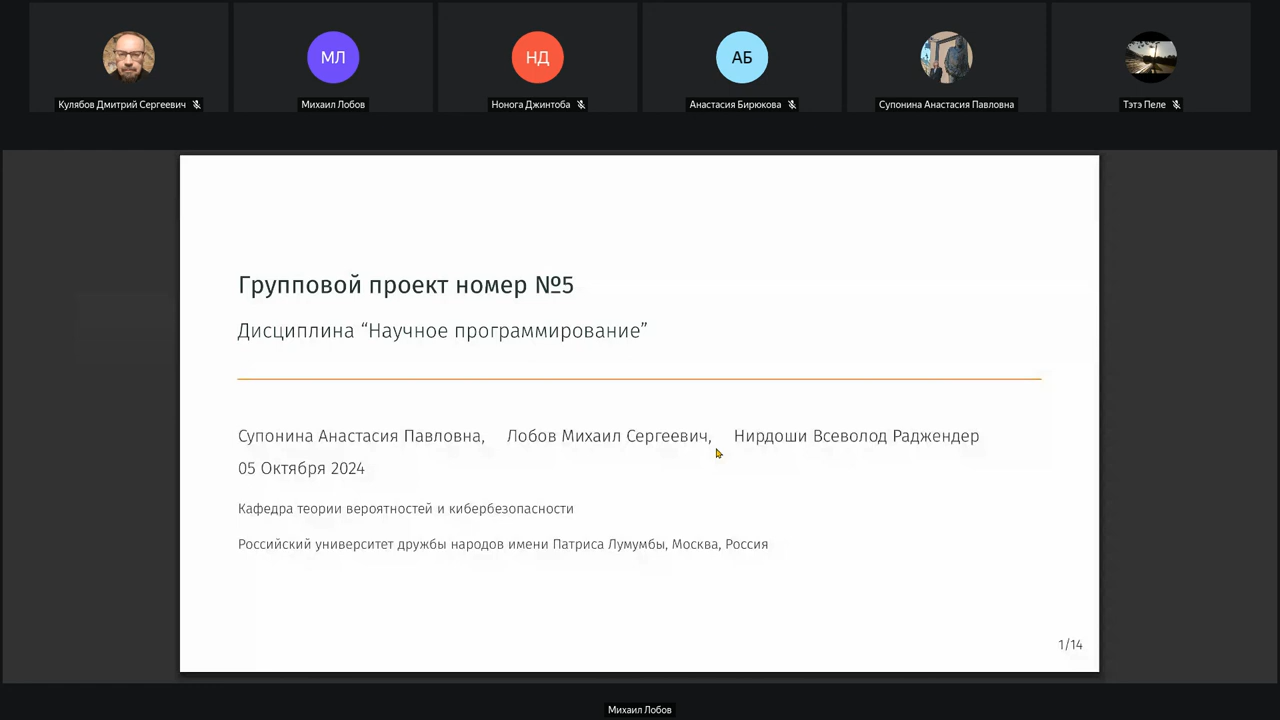 МЛ
НД
АБ
Кулябов Дмитрий Сергеевич
Михаил Лобов
Нонога Джинтоба
Анастасия Бирюкова
Супонина Анастасия Павловна
Тэтэ Пеле
Групповой проект номер №5
Дисциплина “Научное программирование”
Супонина Анастасия Павловна, Лобов Михаил Сергеевич, Нирдоши Всеволод Раджендер
05 Октября 2024
Кафедра теории вероятностей и кибербезопасности
Российский университет дружбы народов имени Патриса Лумумбы, Москва, Россия
1/14
Михаил Лобов